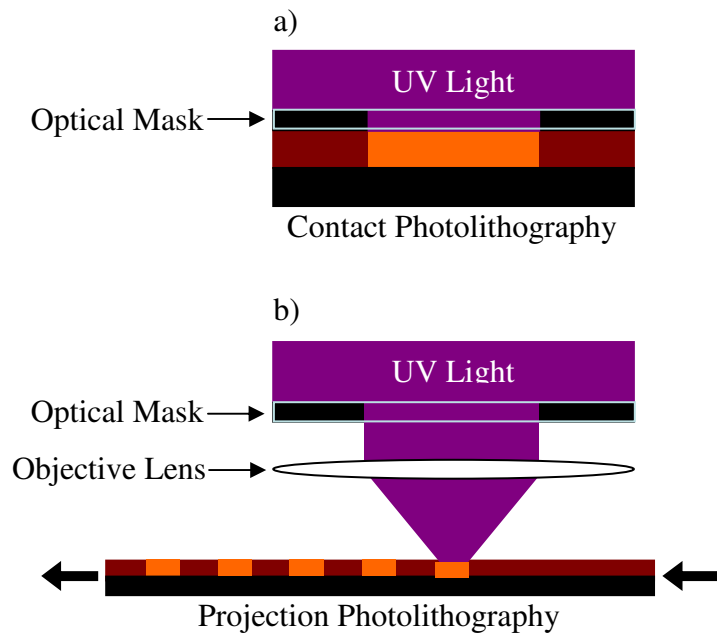 a)
UV Light
Optical Mask
Contact Photolithography
b)
UV Light
Optical Mask
Objective Lens
Projection Photolithography